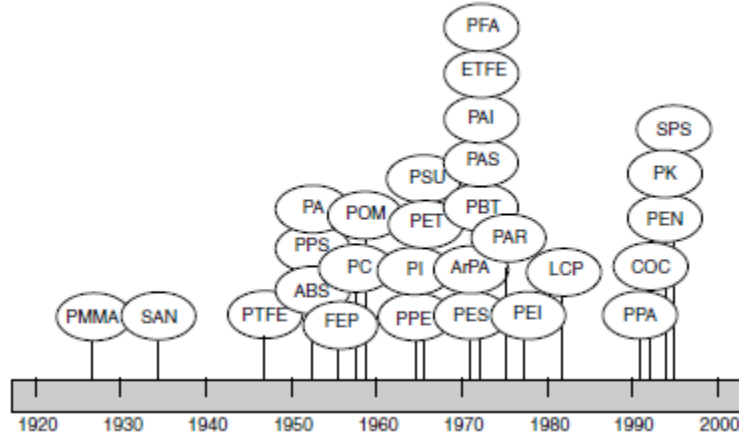 PFA
ETFE
PAI
SPS
PAS
PK
PSU
PA
POM
PET
PBT
PEN
PAR
PPS
PC
PI
ArPA
LCP
COC
ABS
PMMA
SAN
PTFE
FEP
PPE
PES
PEI
PPA
1920 1930 1940 1950 1960 1970 1980 1990 2000